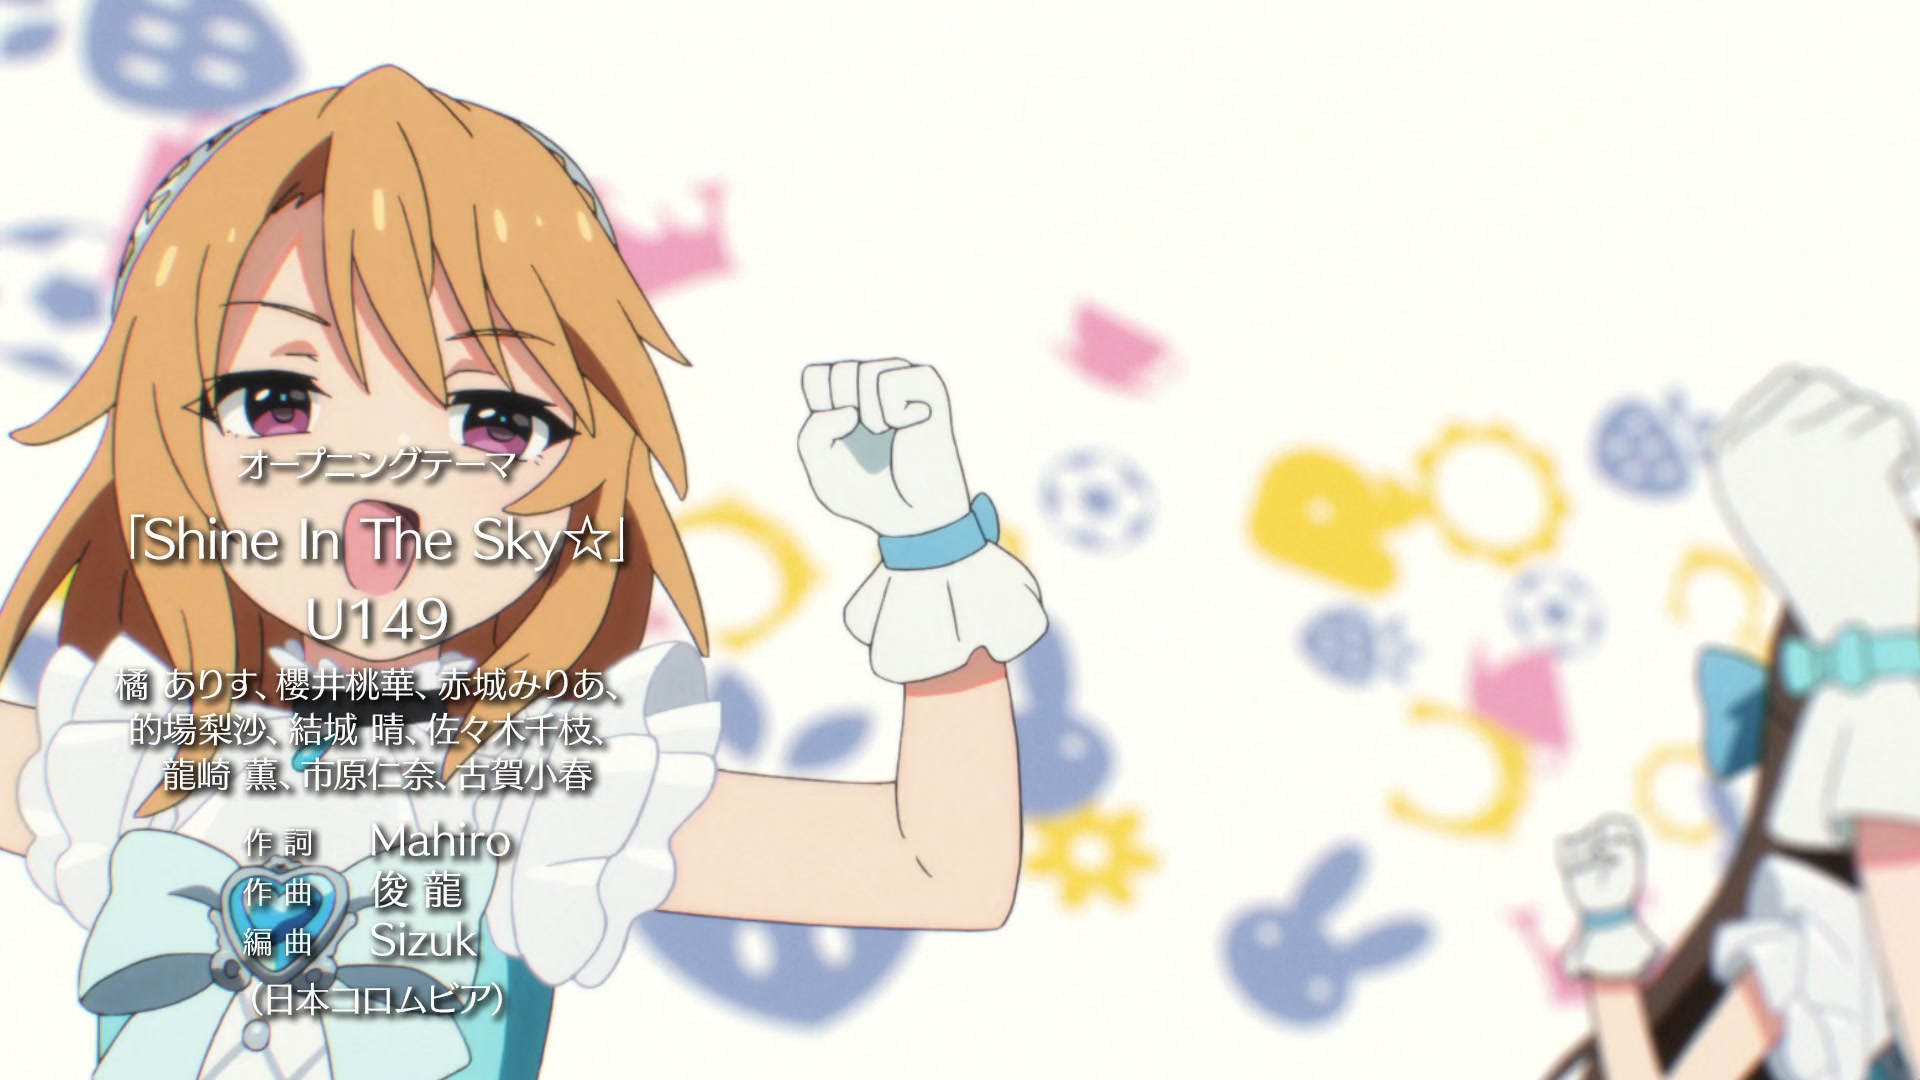 オープニングテーマ
「Shine In The Sky☆」
U149
橘 ありす、櫻井桃華、赤城みりあ、
的場梨沙、結城 晴、佐々木千枝、
龍崎 薫、市原仁奈、古賀小春
作 詞 Mahiro
作 曲 俊 龍
編 曲 Sizuk
（日本コロムビア）